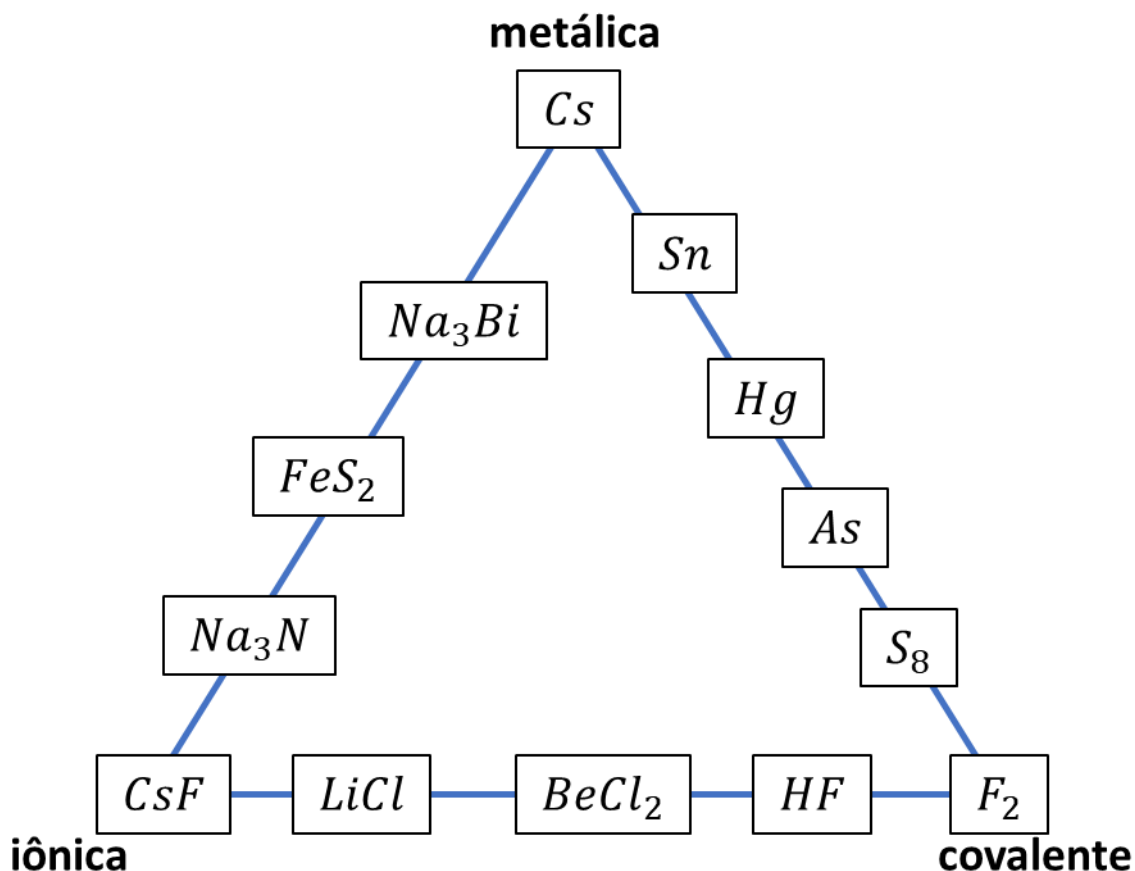 metálica
Cs
Sn
Na₃Bi
Hg
FeS₂
As
Na₃N
S₈
CsF
LiCl
BeCl₂
HF
F₂
iônica
covalente